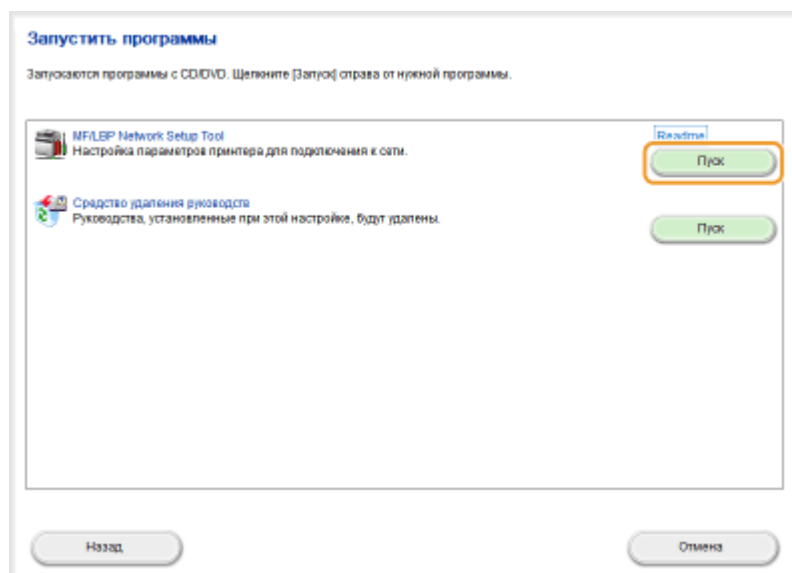 Запустить программы
Запускаются программы с CD/DVD. Щелкните [Запуск] справа от нужной программы.
MF/LBP Network Setup Tool
Readme
Настройка параметров принтера для подключения к сети.
Пуск
Средство удаления руководств
Руководства, установленные при этой настройке, будут удалены.
Пуск
Назад
Отмена